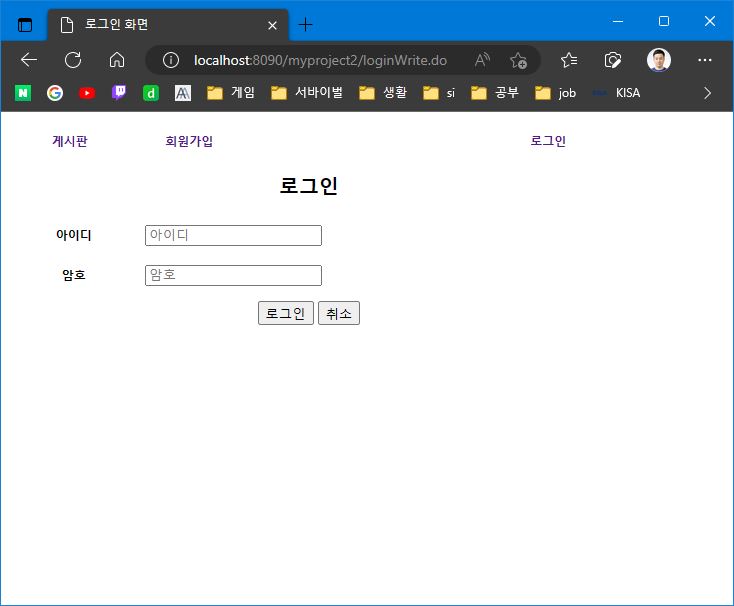 로그인 화면
localhost:8090/myproject2/loginWrite.do
게임 서바이벌 생활 si 공부 job KISA
게시판 회원가입 로그인
로그인
아이디 아이디
암호 암호
로그인 취소